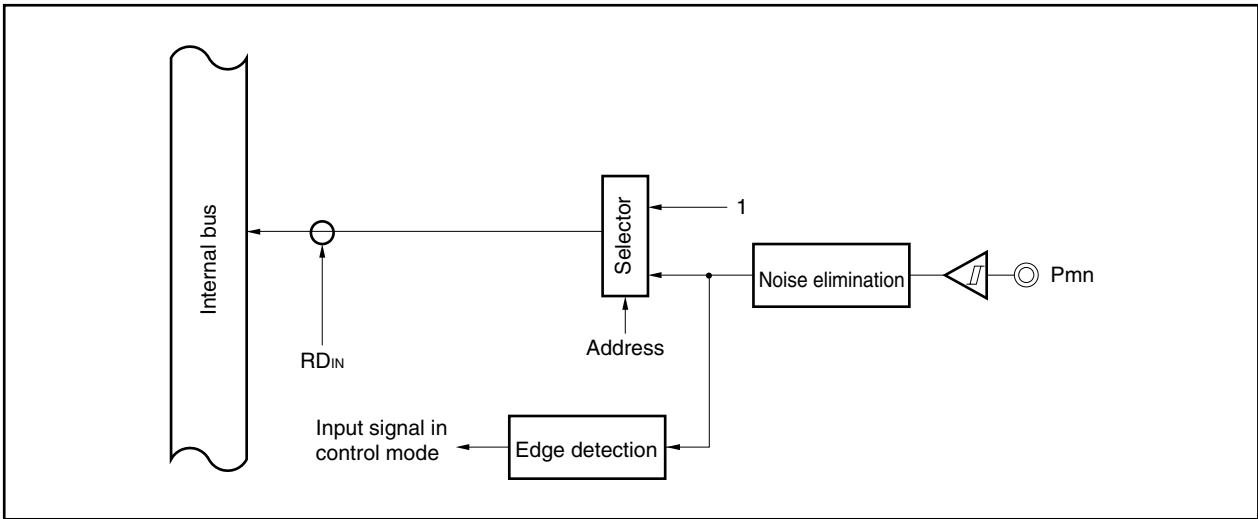 Internal bus
RDIN
Selector
1
Address
Noise elimination
Pmn
Input signal in
control mode
Edge detection